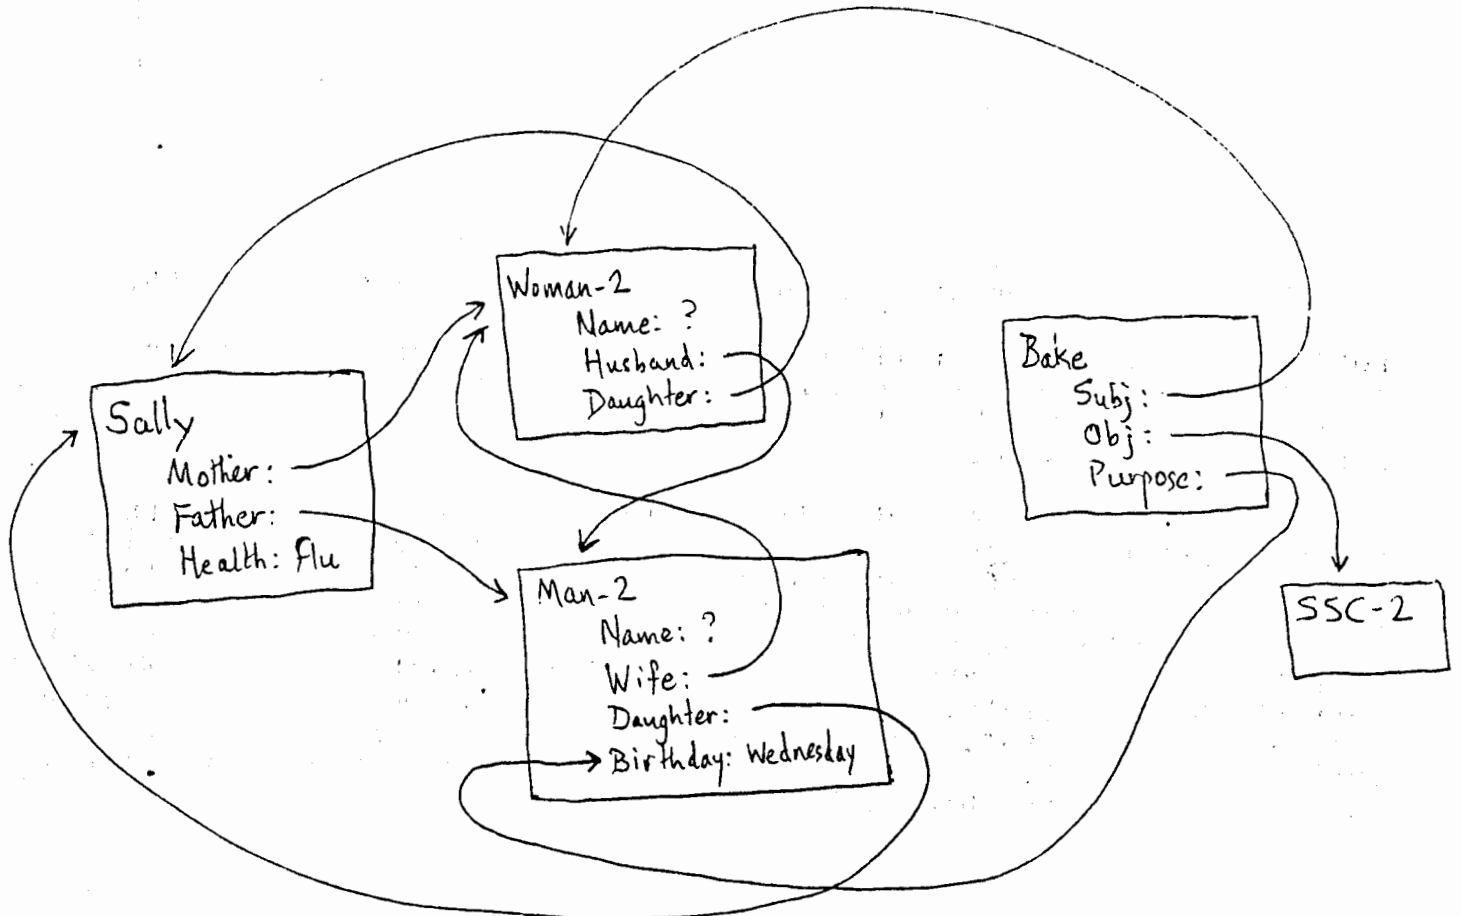 Woman-2
Name: ?
Husband:
Daughter:
Bake
Subj:
Obj:
Purpose:
Sally
Mother:
Father:
Health: Flu
Man-2
Name: ?
Wife:
Daughter:
Birthday: Wednesday
SSC-2